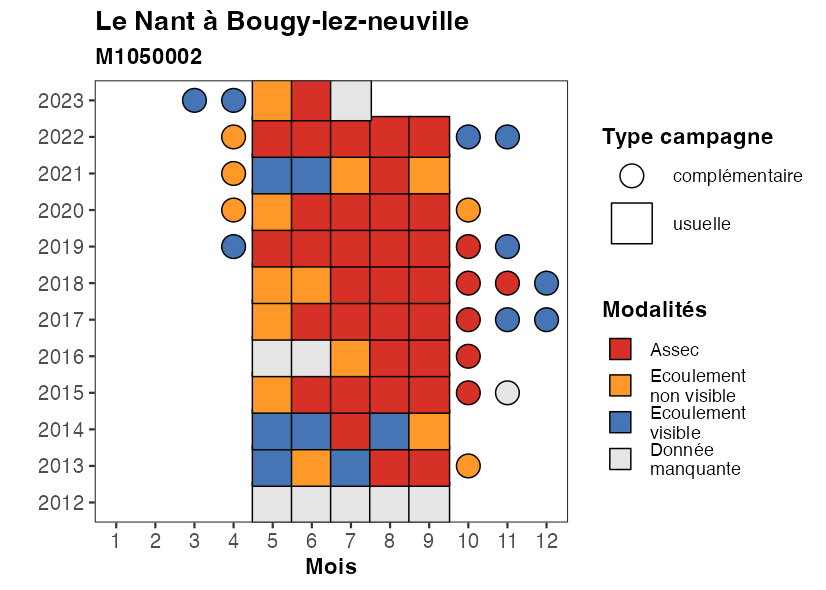 Le Nant à Bougy-lez-neuville
M1050002
2023
2022
2021
2020
2019
2018
2017
2016
2015
2014
2013
2012
1 2 3 4 5 6 7 8 9 10 11 12
Mois
Type campagne
complémentaire
usuelle
Modalités
Assec
Ecoulement
non visible
Ecoulement
visible
Donnée
manquante